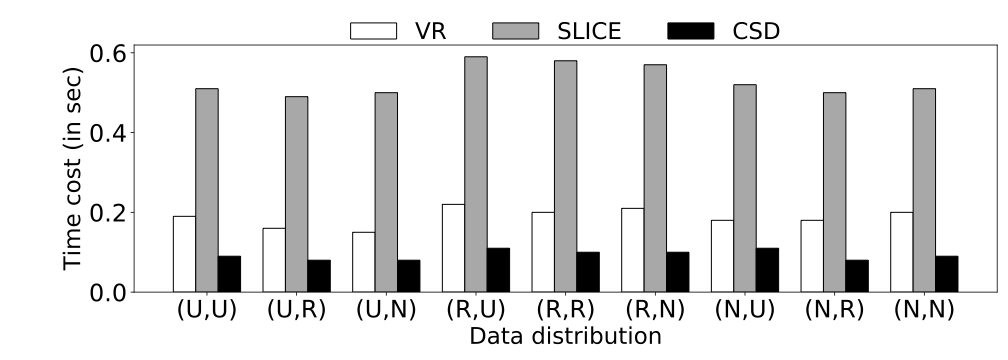 VR SLICE CSD
Time cost (in sec)
0.6
0.4
0.2
0.0
(U,U) (U,R) (U,N) (R,U) (R,R) (R,N) (N,U) (N,R) (N,N)
Data distribution